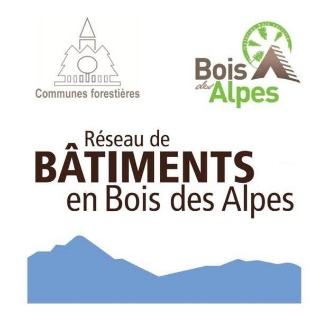 Communes forestières
Bois
des Alpes
Réseau de
BÂTIMENTS
en Bois des Alpes